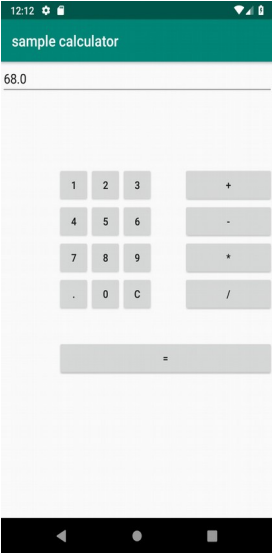 12:12
sample calculator
68.0
1 2 3 +
4 5 6 -
7 8 9 *
. 0 C /
=